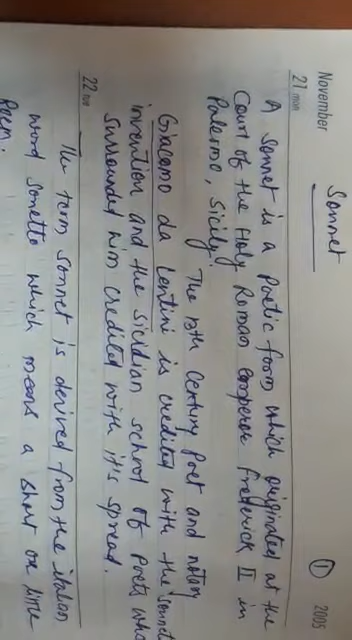 November
① 2005
Sonnet
21 mon
A sonnet is a Poetic form which originated at the
Court of the Holy Roman emperor frederick II in
Palermo, Sicily. The 13th Century Poet and notary
Giacomo da Lentini is credited with the sonnet
invention and the sicilian school of Poets who
surrounded him credited with it's spread.
22 tue
The term sonnet is derived from the italian
word sonetto which means a short or little
Poem.